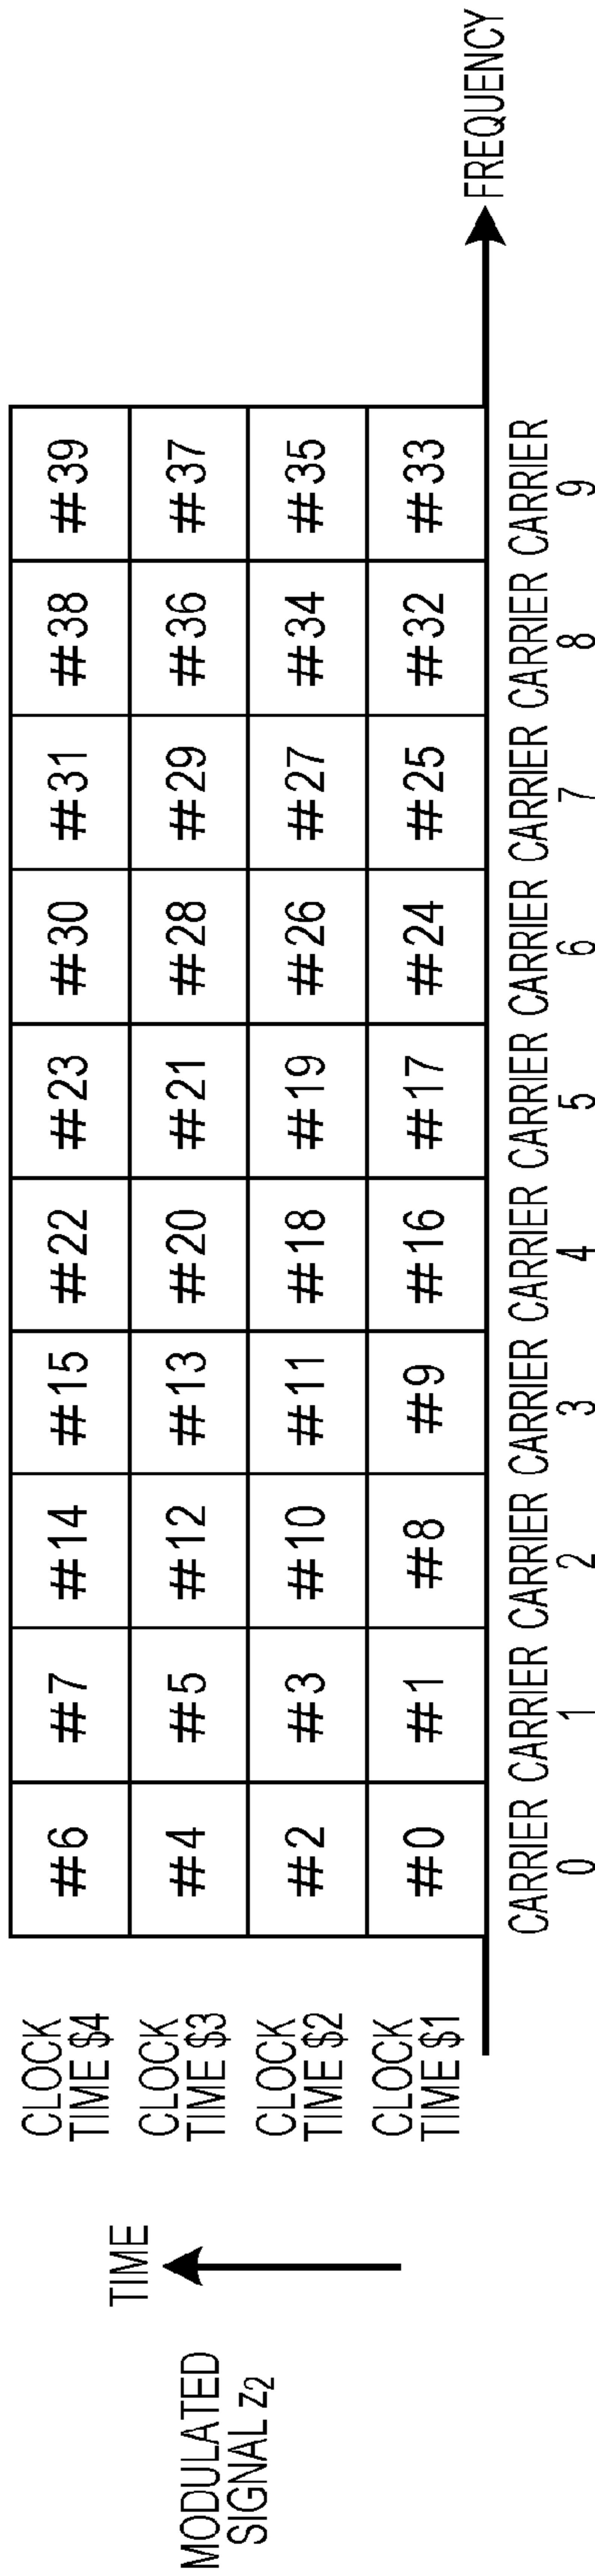 MODULATED
SIGNAL z2
TIME
CLOCK
TIME $4
#6 #7 #14 #15 #22 #23 #30 #31 #38 #39
CLOCK
TIME $3
#4 #5 #12 #13 #20 #21 #28 #29 #36 #37
CLOCK
TIME $2
#2 #3 #10 #11 #18 #19 #26 #27 #34 #35
CLOCK
TIME $1
#0 #1 #8 #9 #16 #17 #24 #25 #32 #33
FREQUENCY
CARRIER CARRIER CARRIER CARRIER CARRIER CARRIER CARRIER CARRIER CARRIER CARRIER
0 1 2 3 4 5 6 7 8 9